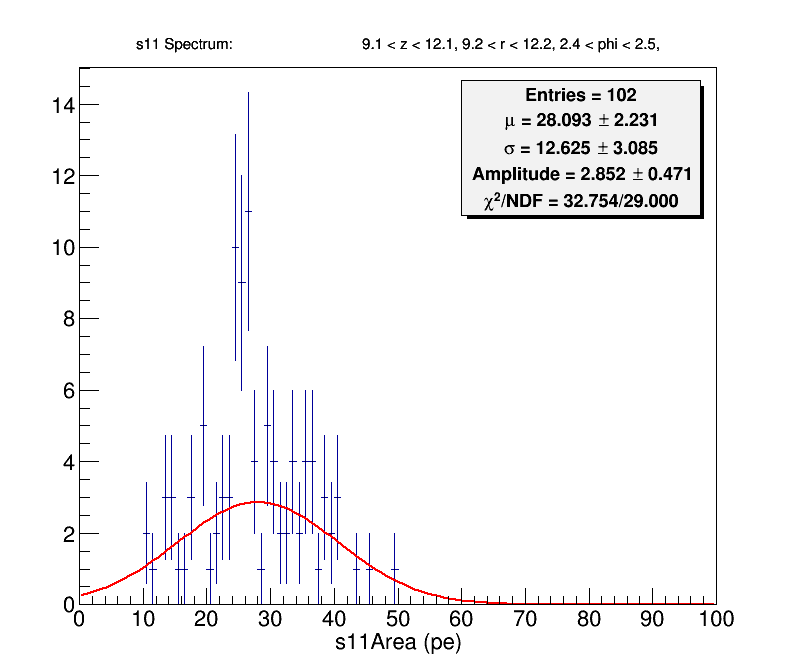 s11 Spectrum: 9.1 < z < 12.1, 9.2 < r < 12.2, 2.4 < phi < 2.5,
Entries = 102
μ = 28.093 ± 2.231
σ = 12.625 ± 3.085
Amplitude = 2.852 ± 0.471
χ²/NDF = 32.754/29.000
14
12
10
8
6
4
2
0
0 10 20 30 40 50 60 70 80 90 100
s11Area (pe)